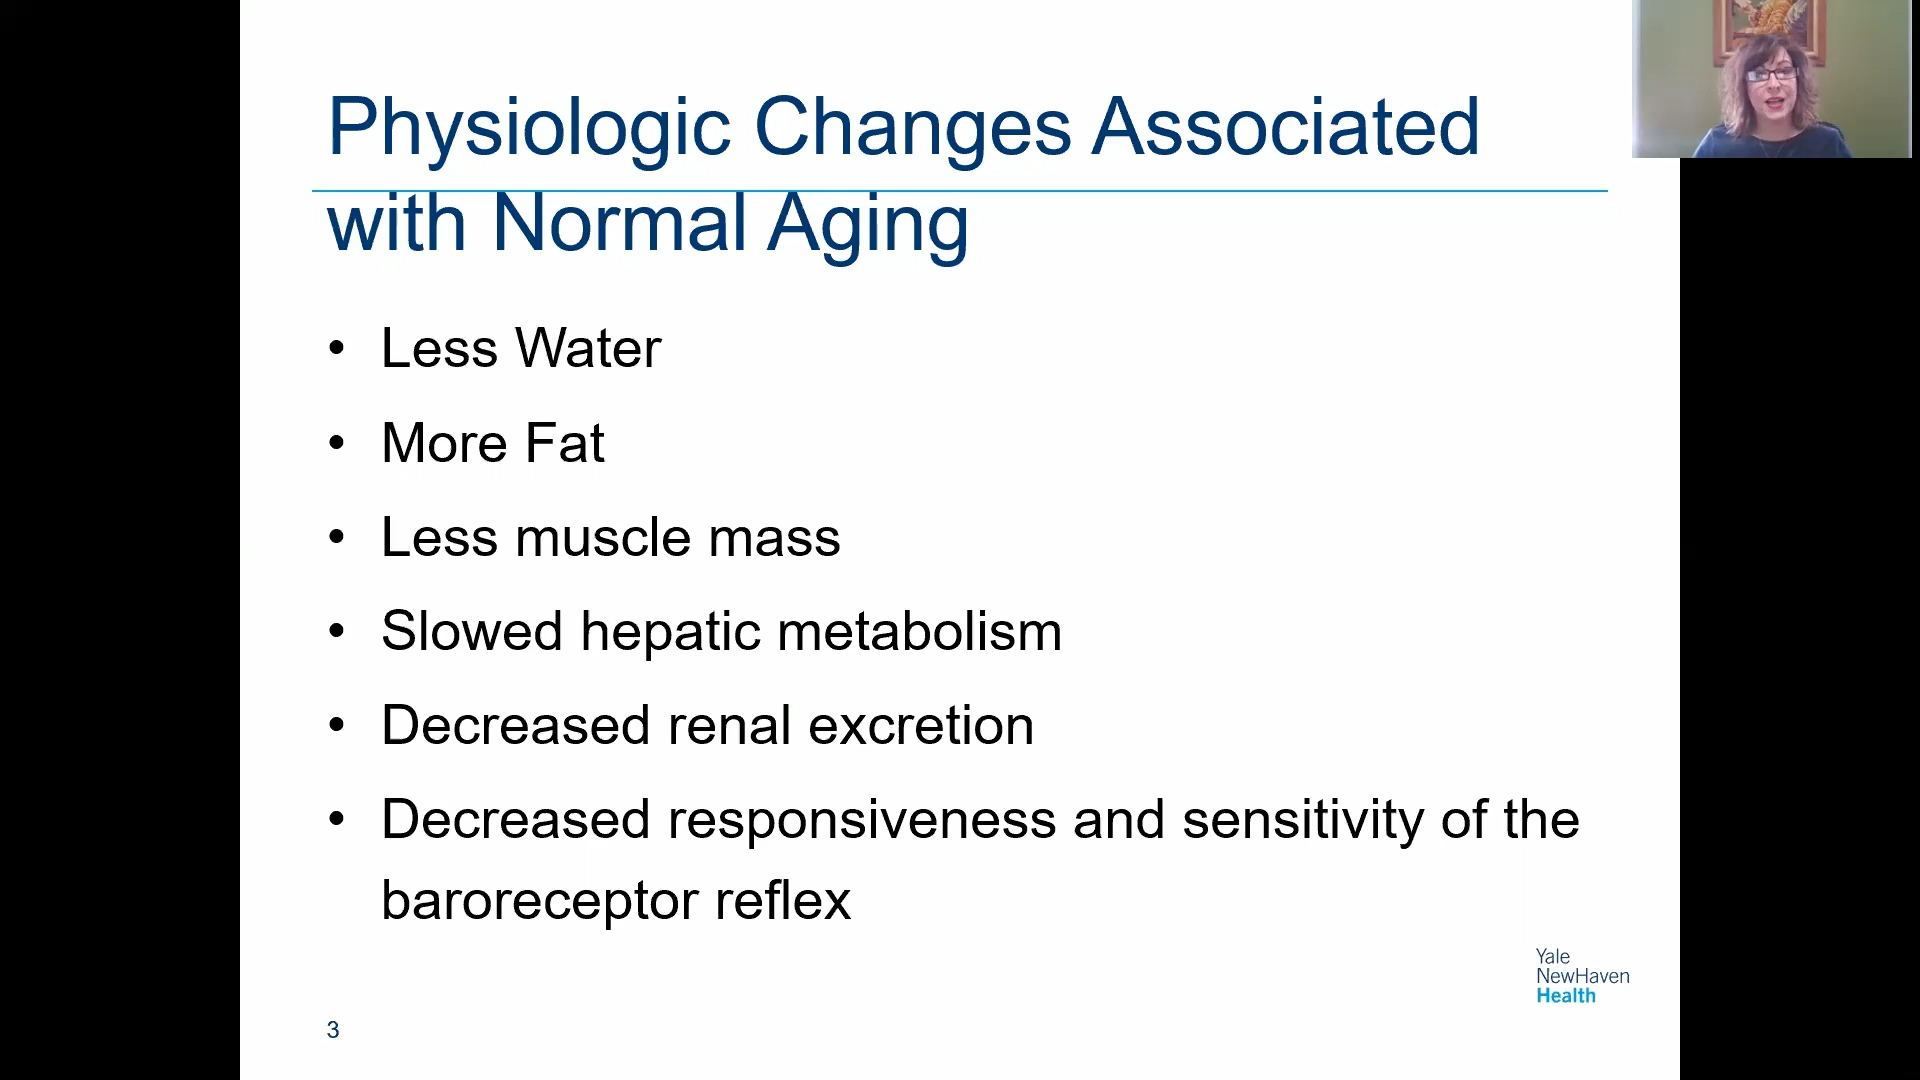 Physiologic Changes Associated
with Normal Aging
• Less Water
• More Fat
• Less muscle mass
• Slowed hepatic metabolism
• Decreased renal excretion
• Decreased responsiveness and sensitivity of the
baroreceptor reflex
Yale
NewHaven
Health
3